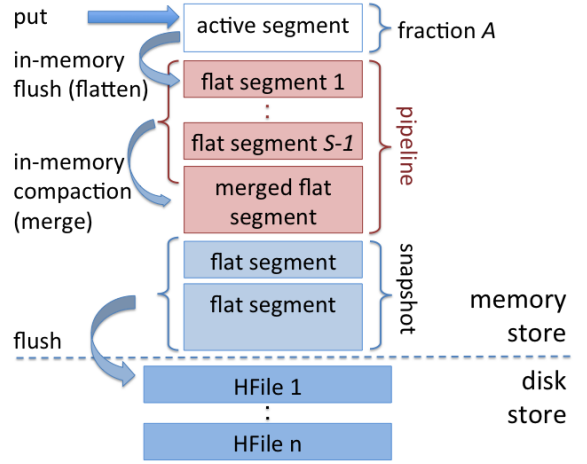 put
active segment
fraction A
in-memory
flush (flatten)
flat segment 1
:
flat segment S-1
pipeline
in-memory
compaction
(merge)
merged flat
segment
flat segment
flat segment
snapshot
memory
store
flush
disk
store
HFile 1
:
HFile n